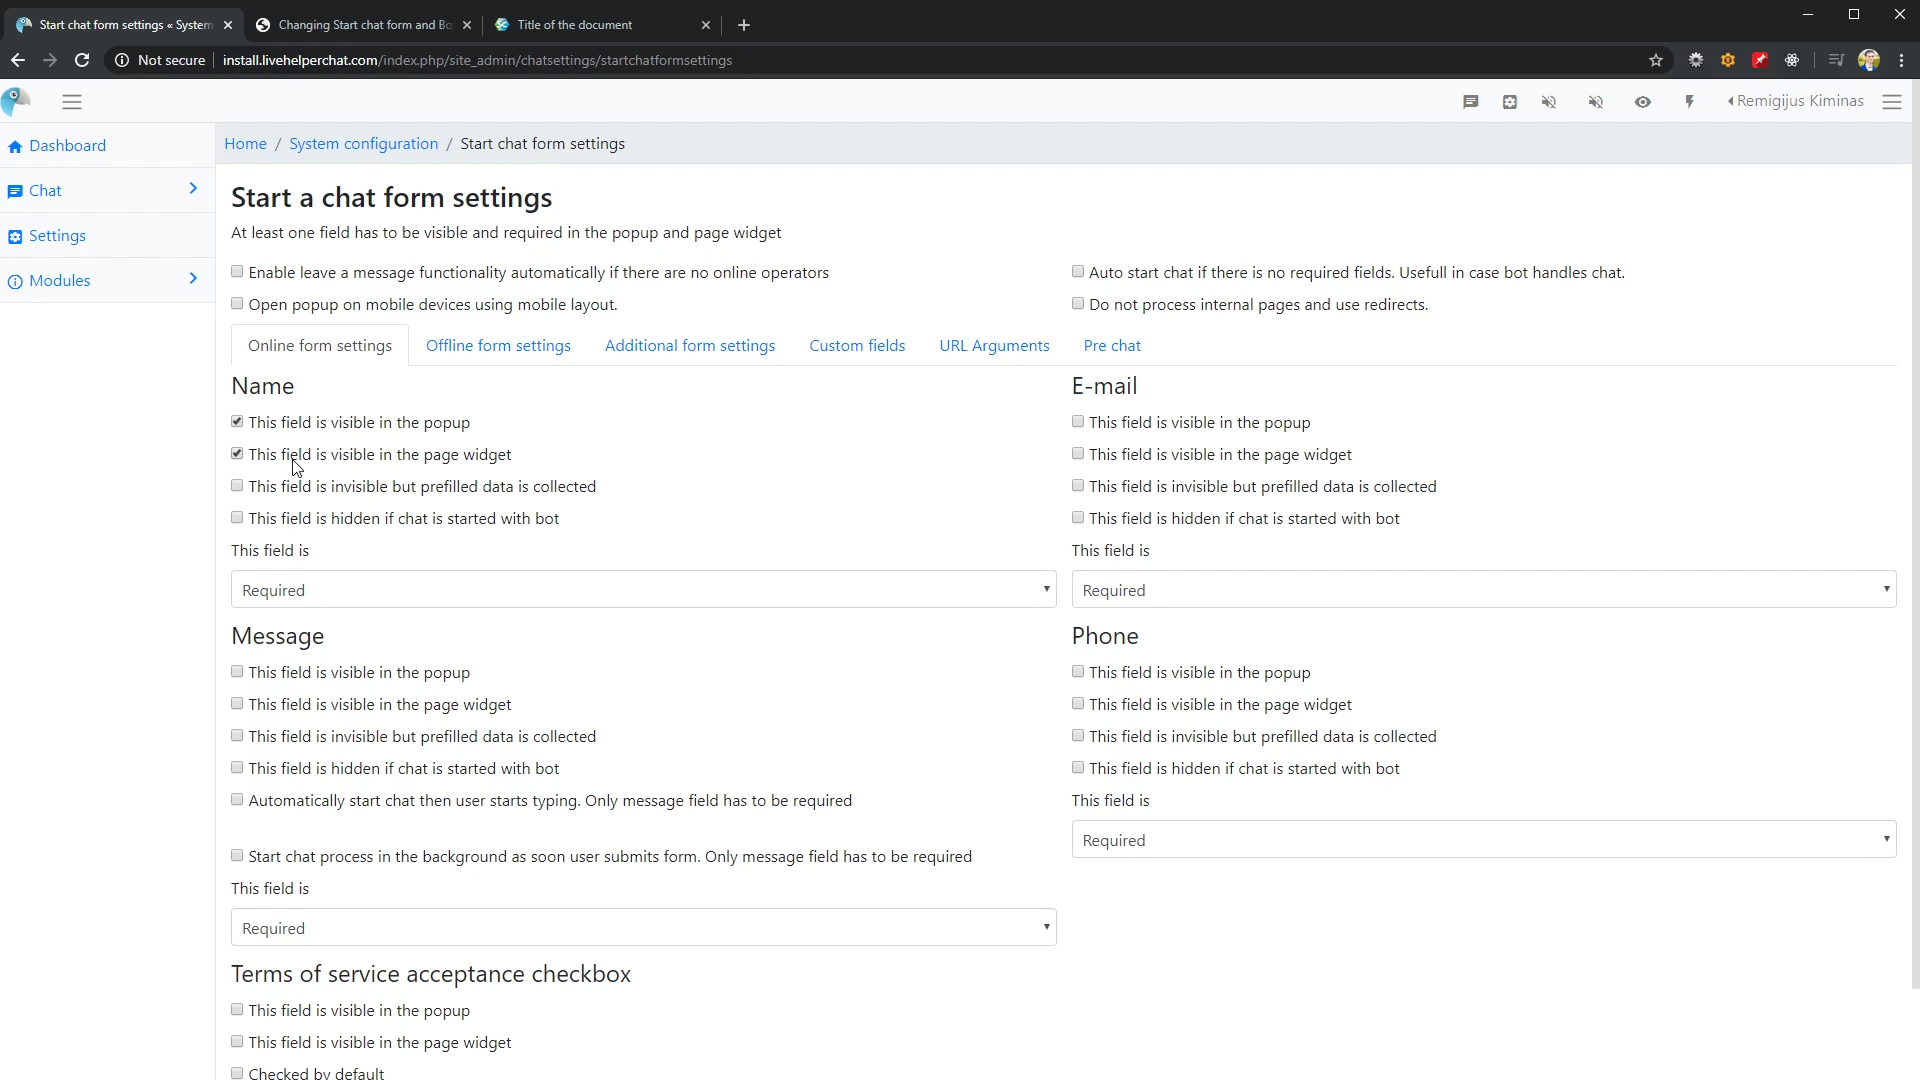 Start chat form settings « System
Changing Start chat form and Bo
Title of the document
Not secure
install.livehelperchat.com/index.php/site_admin/chatsettings/startchatformsettings
Remigijus Kiminas
Dashboard
Chat
Settings
Modules
Home / System configuration / Start chat form settings
Start a chat form settings
At least one field has to be visible and required in the popup and page widget
Enable leave a message functionality automatically if there are no online operators
Auto start chat if there is no required fields. Usefull in case bot handles chat.
Open popup on mobile devices using mobile layout.
Do not process internal pages and use redirects.
Online form settings
Offline form settings
Additional form settings
Custom fields
URL Arguments
Pre chat
Name
This field is visible in the popup
This field is visible in the page widget
This field is invisible but prefilled data is collected
This field is hidden if chat is started with bot
This field is
Required
E-mail
This field is visible in the popup
This field is visible in the page widget
This field is invisible but prefilled data is collected
This field is hidden if chat is started with bot
This field is
Required
Message
This field is visible in the popup
This field is visible in the page widget
This field is invisible but prefilled data is collected
This field is hidden if chat is started with bot
Automatically start chat then user starts typing. Only message field has to be required
Start chat process in the background as soon user submits form. Only message field has to be required
This field is
Required
Phone
This field is visible in the popup
This field is visible in the page widget
This field is invisible but prefilled data is collected
This field is hidden if chat is started with bot
This field is
Required
Terms of service acceptance checkbox
This field is visible in the popup
This field is visible in the page widget
Checked by default